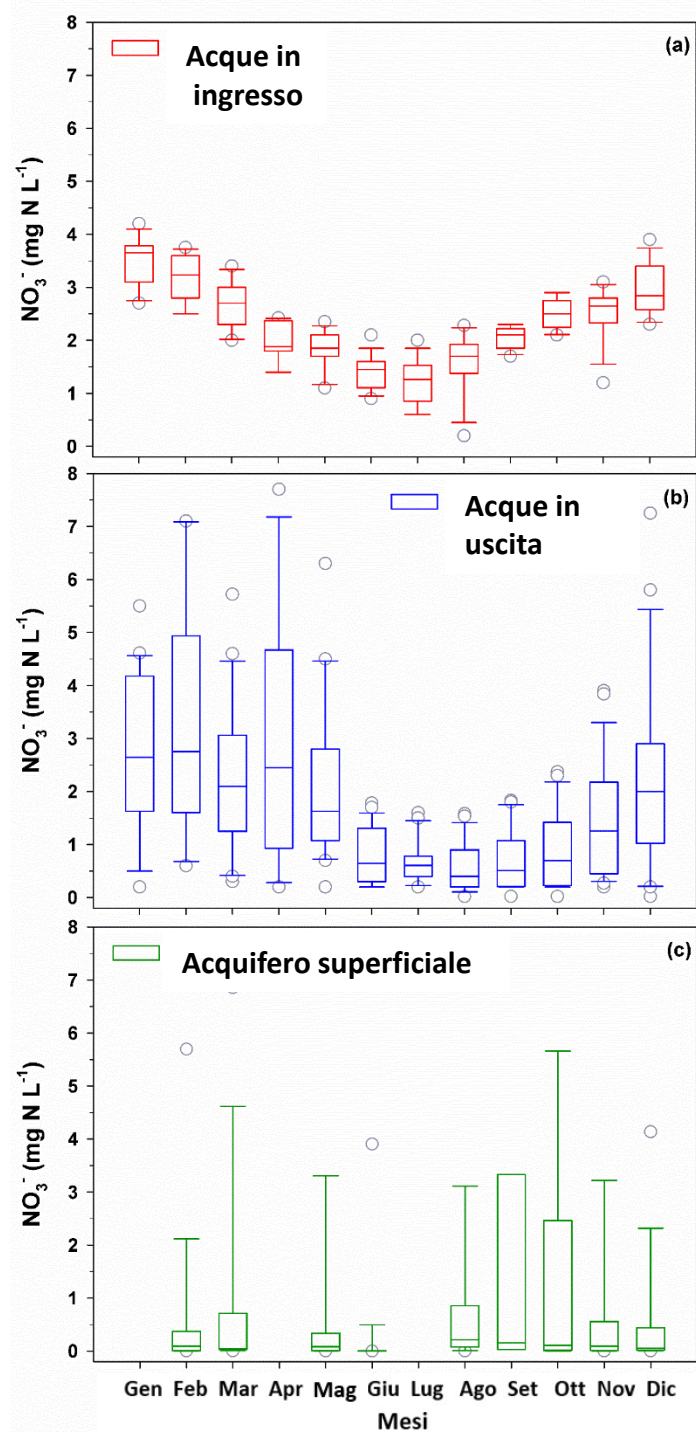 8
Acque in
ingresso
(a)
7
6
5
4
3
2
1
0
NO₃⁻ (mg N L⁻¹)
8
Acque in
uscita
(b)
7
6
5
4
3
2
1
0
NO₃⁻ (mg N L⁻¹)
8
Acquifero superficiale
(c)
7
6
5
4
3
2
1
0
NO₃⁻ (mg N L⁻¹)
Gen Feb Mar Apr Mag Giu Lug Ago Set Ott Nov Dic
Mesi